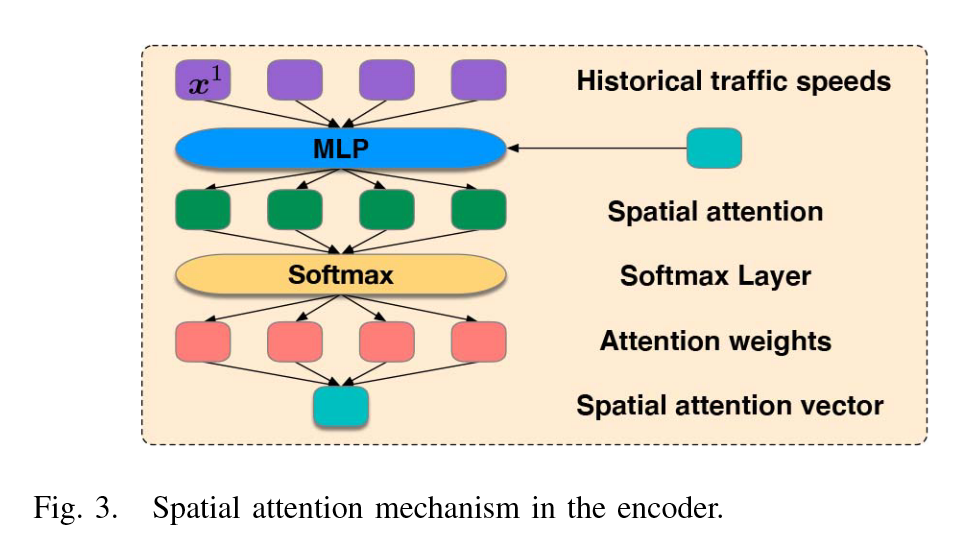 x¹
Historical traffic speeds
MLP
Spatial attention
Softmax
Softmax Layer
Attention weights
Spatial attention vector
Fig. 3. Spatial attention mechanism in the encoder.